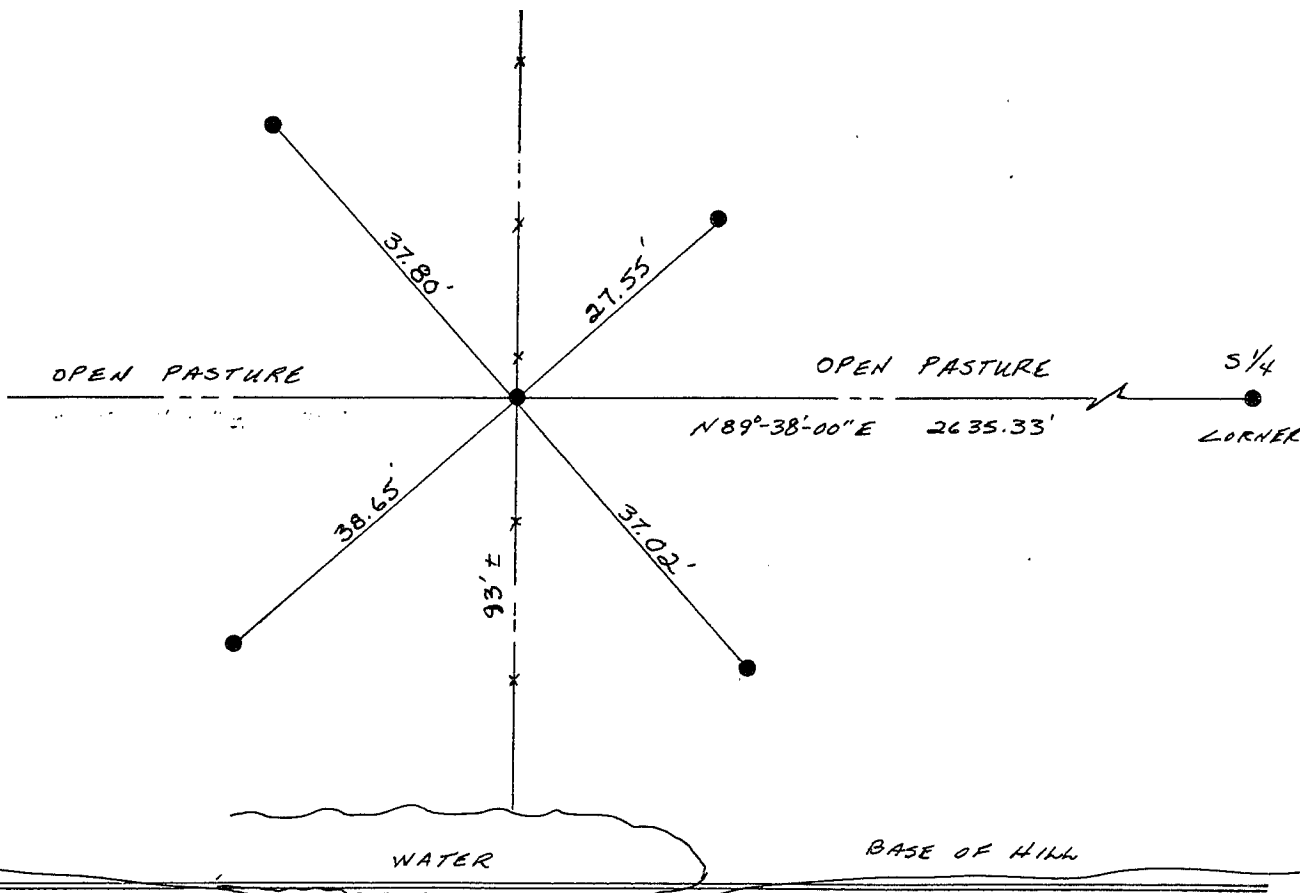 37.80'
27.55'
OPEN PASTURE
OPEN PASTURE
S 1/4
N 89°-38'-00" E 2635.33'
CORNER
38.65'
37.02'
93' ±
WATER
BASE OF HILL